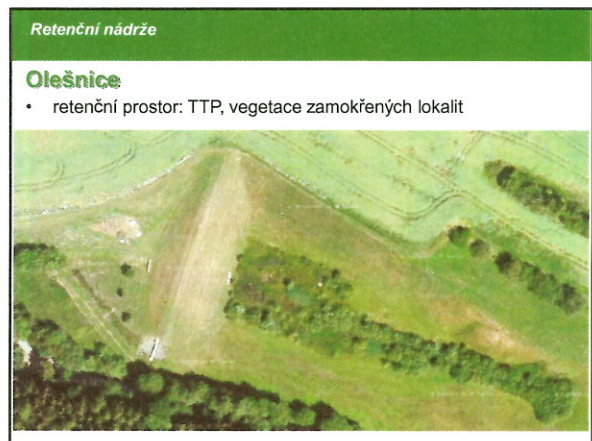 Retenční nádrže
Olešnice
• retenční prostor: TTP, vegetace zamokřených lokalit